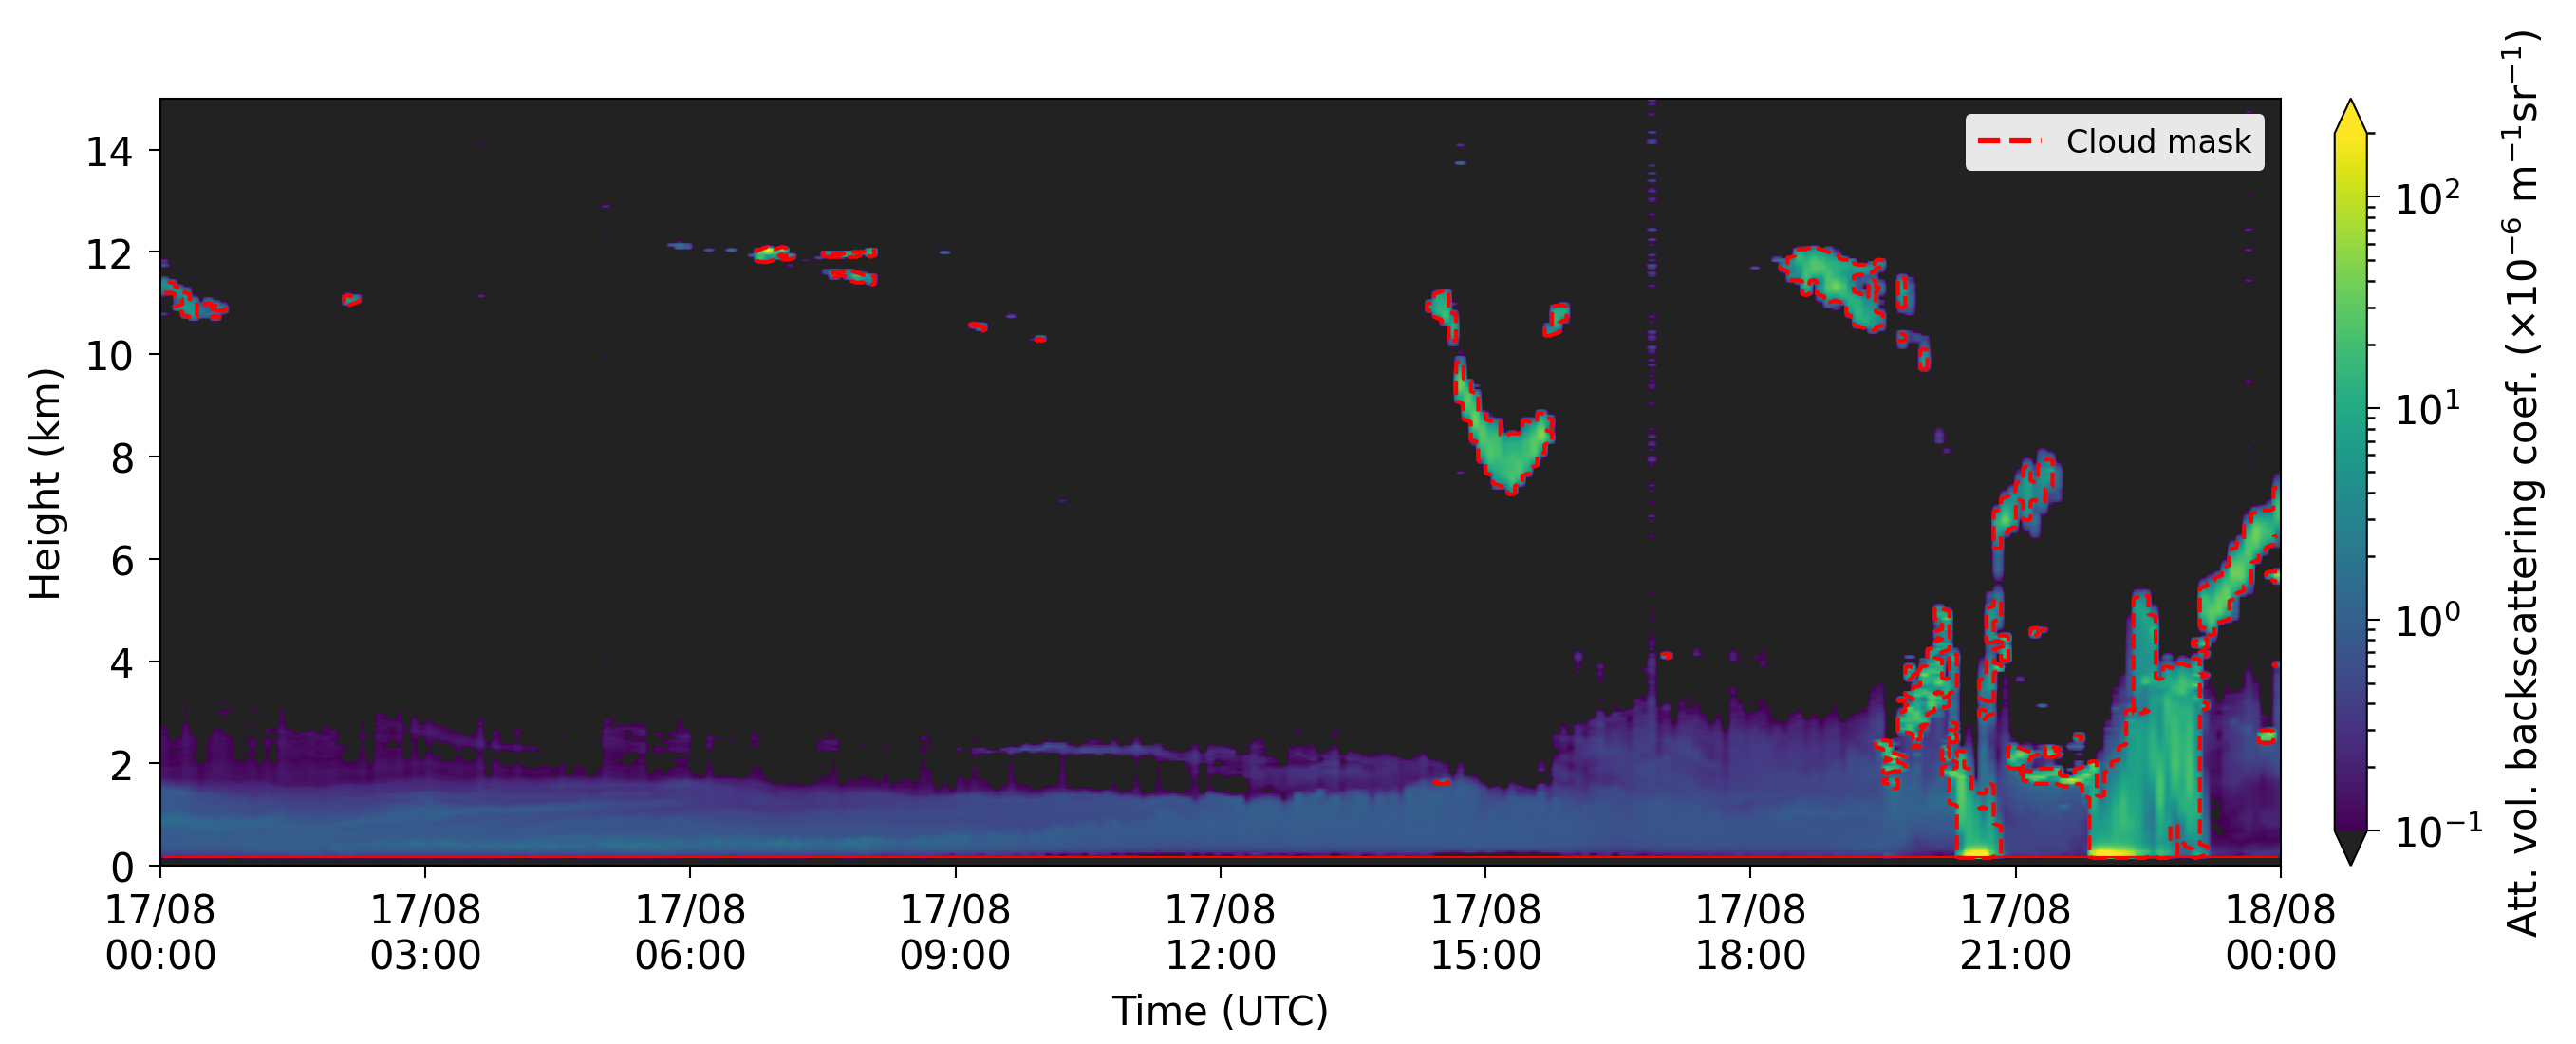 Cloud mask
14
12
10
8
6
4
2
0
Height (km)
17/08 17/08 17/08 17/08 17/08 17/08 17/08 17/08 18/08
00:00 03:00 06:00 09:00 12:00 15:00 18:00 21:00 00:00
Time (UTC)
10²
10¹
10⁰
10⁻¹
Att. vol. backscattering coef. (×10⁻⁶ m⁻¹sr⁻¹)